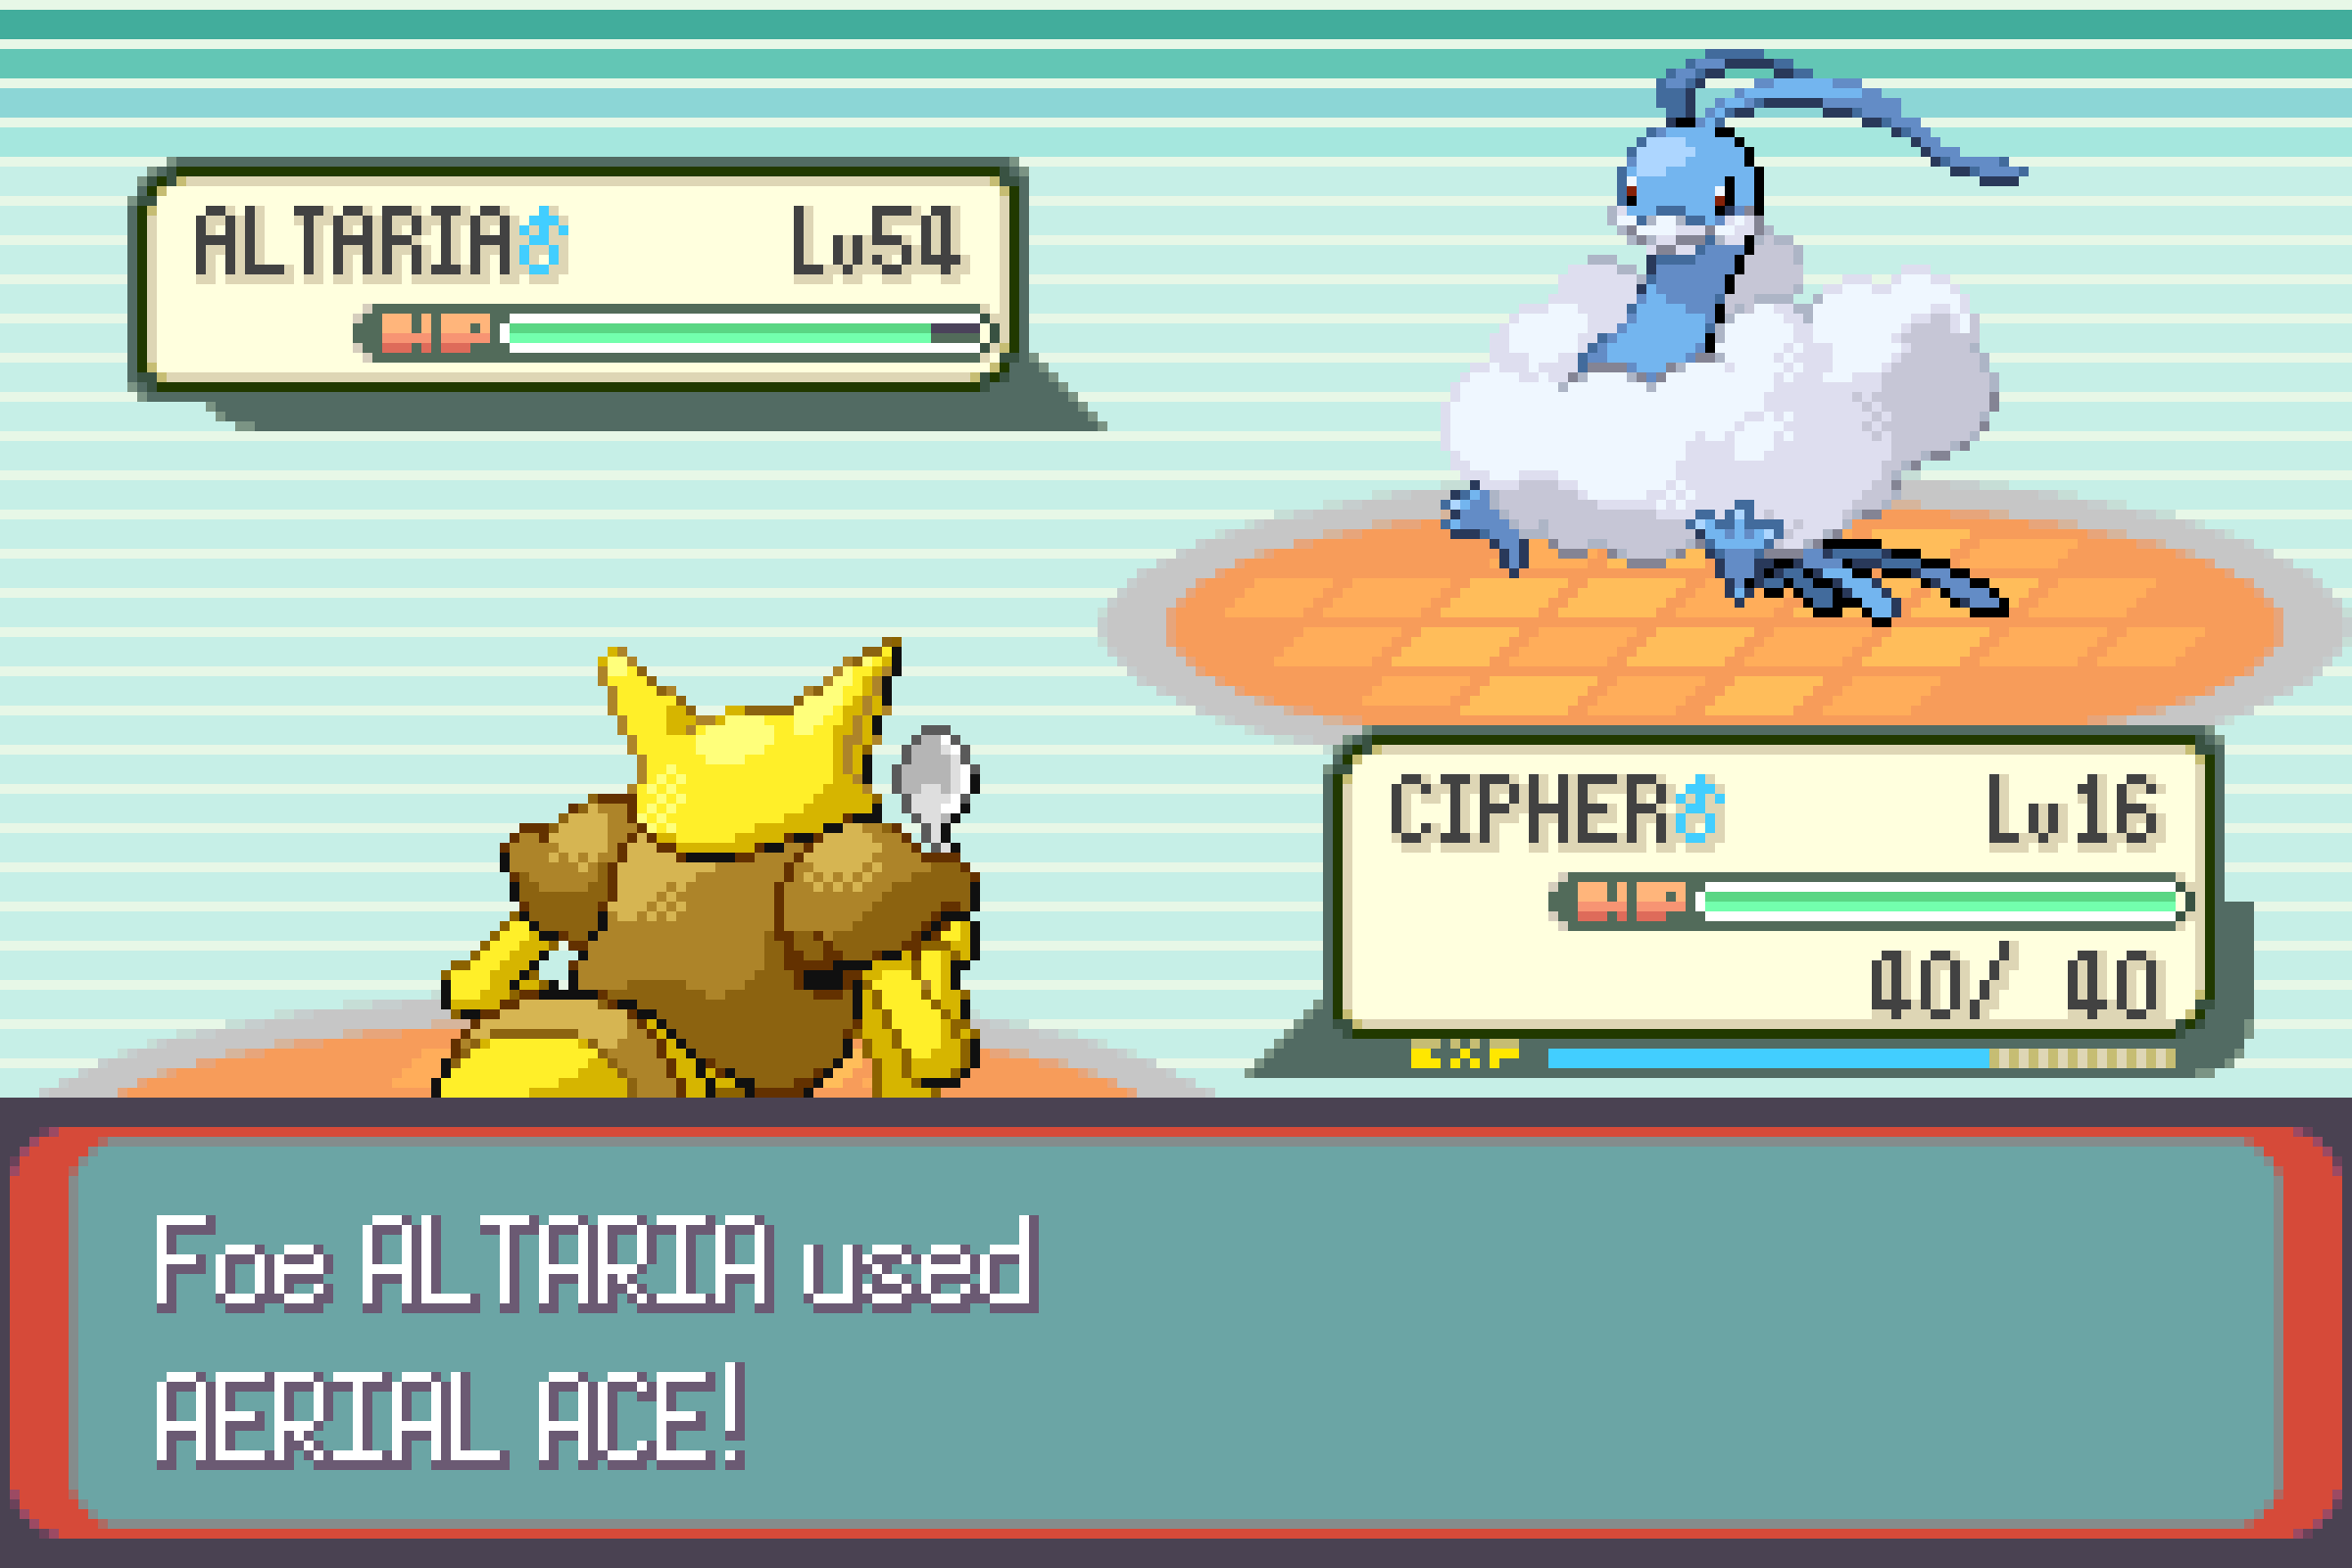 ALTARIA♂ Lv54
HP
CIPHER♂ Lv16
HP
40/ 40
EXP
Foe ALTARIA used
AERIAL ACE!